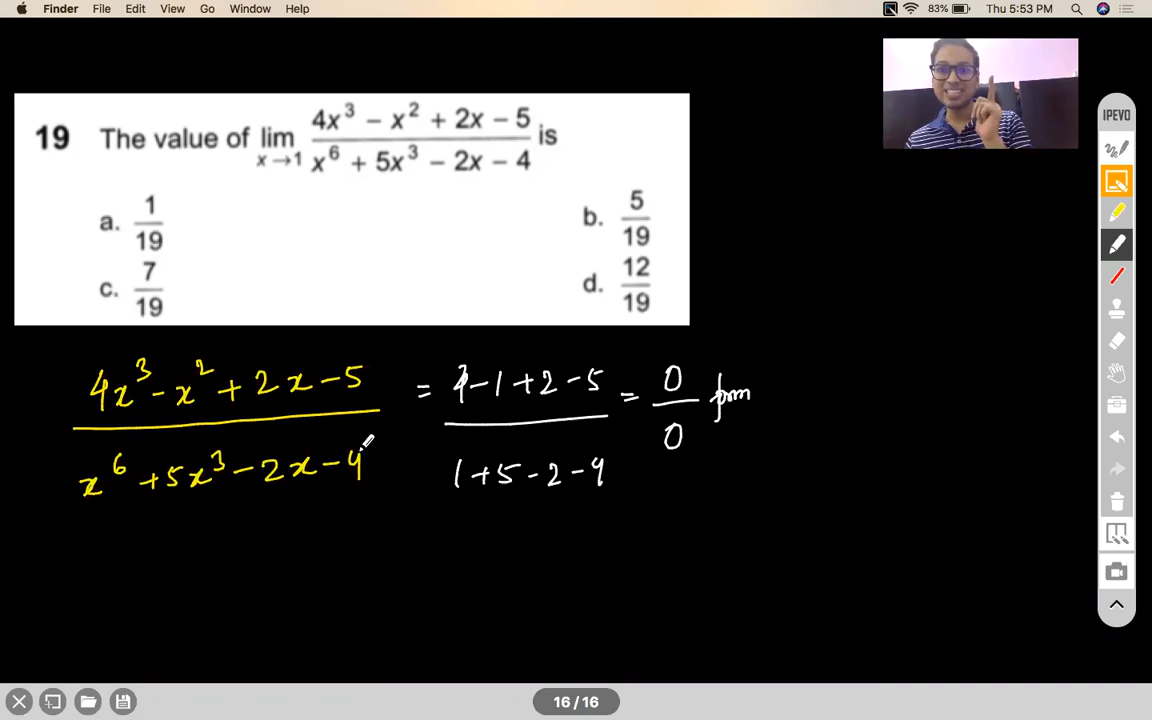 Finder File Edit View Go Window Help 83% Thu 5:53 PM
IPEVO
19 The value of lim x→1 (4x³ − x² + 2x − 5)/(x⁶ + 5x³ − 2x − 4) is
a. 1/19 b. 5/19
c. 7/19 d. 12/19
(4x³ − x² + 2x − 5)/(x⁶ + 5x³ − 2x − 4) = (4 − 1 + 2 − 5)/(1 + 5 − 2 − 4) = 0/0
16 / 16